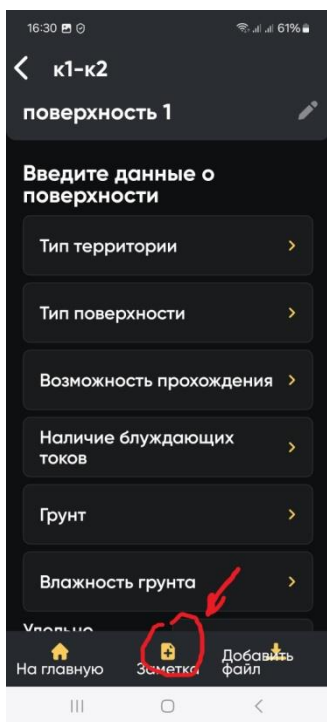 16:30 61%
к1-к2
поверхность 1
Введите данные о
поверхности
Тип территории
Тип поверхности
Возможность прохождения
Наличие блуждающих
токов
Грунт
Влажность грунта
Удельно
На главную Заметка Добавить
файл